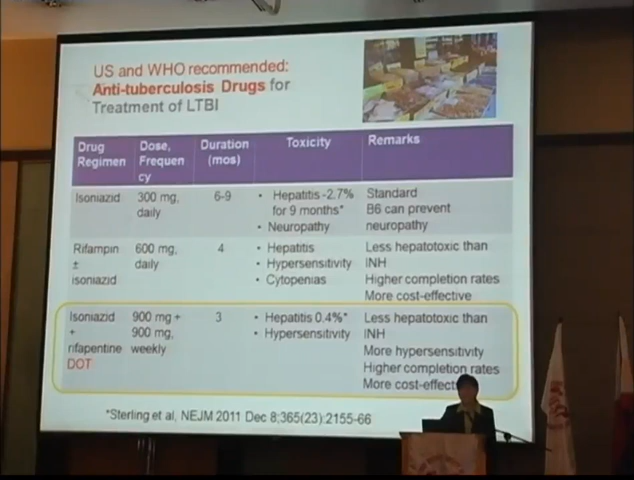 US and WHO recommended:
Anti-tuberculosis Drugs for
Treatment of LTBI
Drug Regimen
Dose, Frequen cy
Duration (mos)
Toxicity
Remarks
Isoniazid
300 mg, daily
6-9
• Hepatitis -2.7% for 9 months*
• Neuropathy
Standard
B6 can prevent neuropathy
Rifampin ± isoniazid
600 mg, daily
4
• Hepatitis
• Hypersensitivity
• Cytopenias
Less hepatotoxic than INH
Higher completion rates
More cost-effective
Isoniazid + rifapentine
DOT
900 mg + 900 mg, weekly
3
• Hepatitis 0.4%*
• Hypersensitivity
Less hepatotoxic than INH
More hypersensitivity
Higher completion rates
More cost-effect
*Sterling et al, NEJM 2011 Dec 8;365(23):2155-66